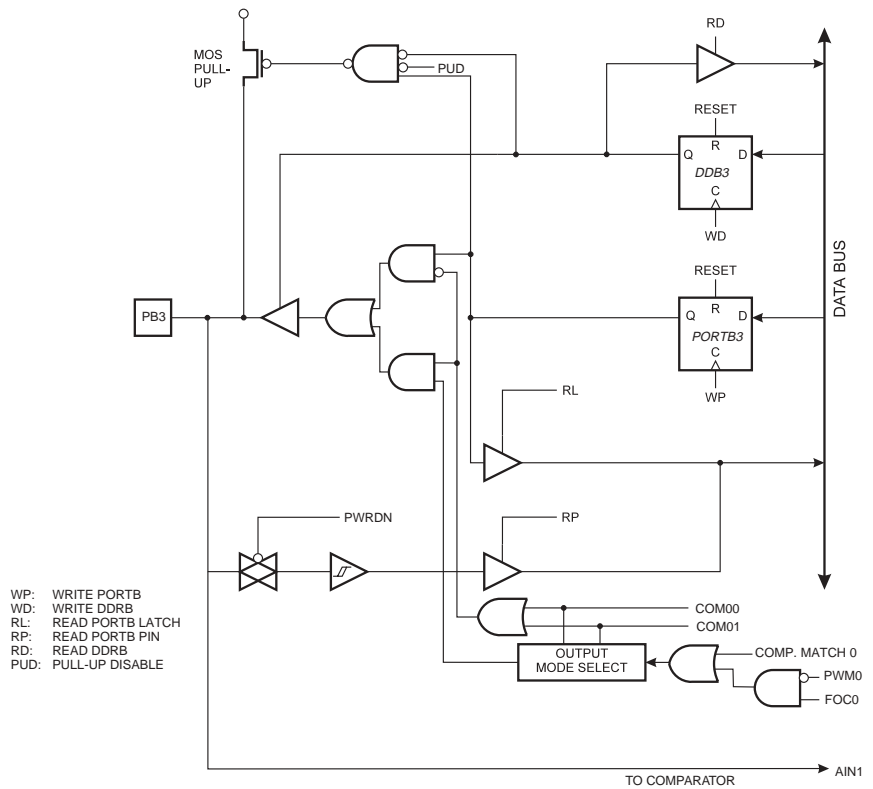 RD
MOS
PULL-
UP
PUD
RESET
R
Q
D
DDB3
C
WD
DATA BUS
RESET
R
Q
D
PB3
PORTB3
C
WP
RL
PWRDN
RP
WP: WRITE PORTB
WD: WRITE DDRB
RL: READ PORTB LATCH
RP: READ PORTB PIN
RD: READ DDRB
PUD: PULL-UP DISABLE
COM00
COM01
OUTPUT
MODE SELECT
COMP. MATCH 0
PWM0
FOC0
TO COMPARATOR
AIN1